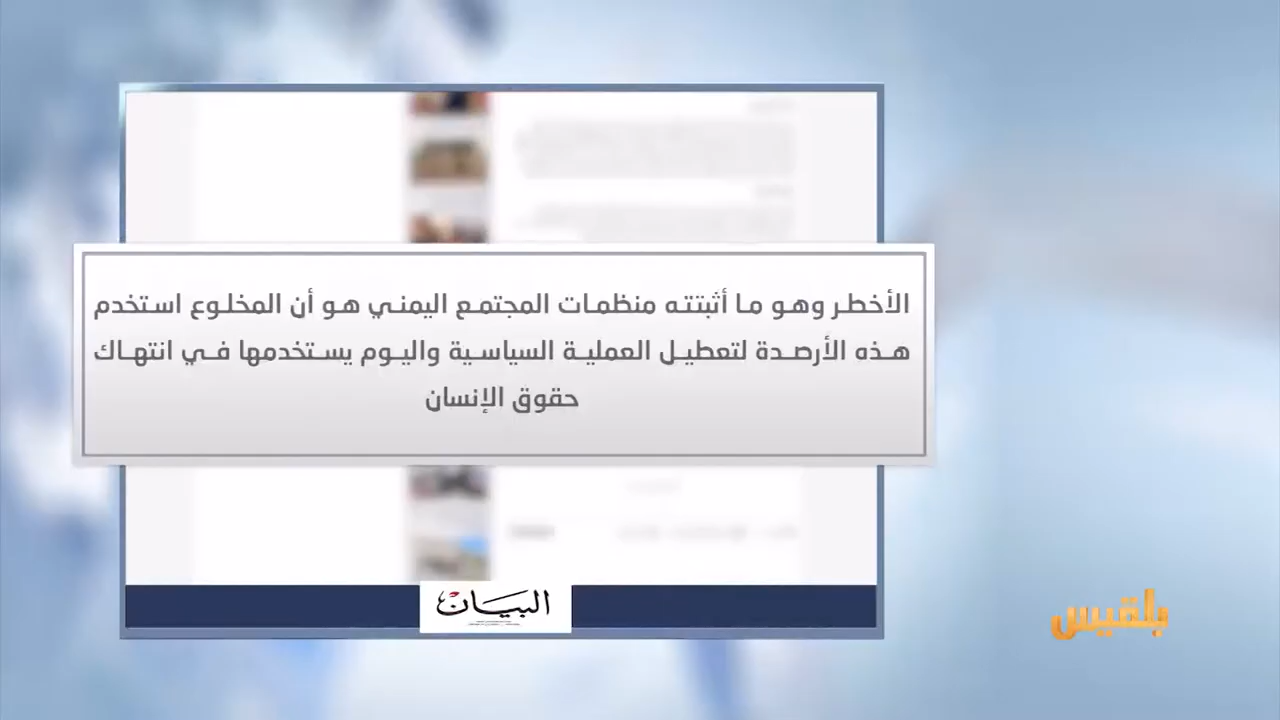 الأخطر وهو ما أثبتته منظمات المجتمع اليمني هو أن المخلوع استخدم
هذه الأرصدة لتعطيل العملية السياسية واليوم يستخدمها في انتهاك
حقوق الإنسان
البيان
بلقيس